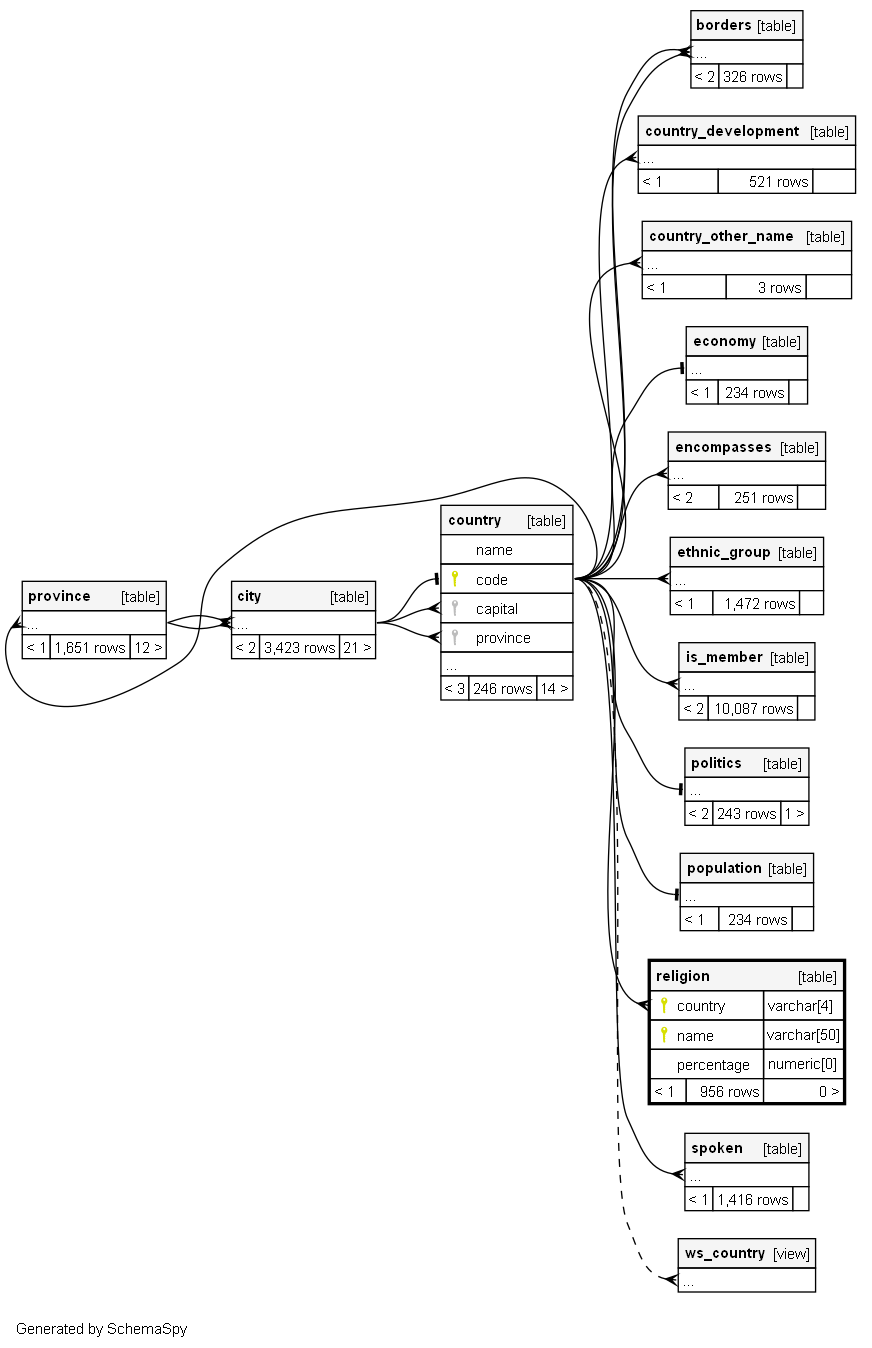 borders [table]
...
< 2 326 rows
country_development [table]
...
< 1 521 rows
country_other_name [table]
...
< 1 3 rows
economy [table]
...
< 1 234 rows
encompasses [table]
...
< 2 251 rows
country [table]
name
code
capital
province
...
< 3 246 rows 14 >
ethnic_group [table]
...
< 1 1,472 rows
province [table]
...
< 1 1,651 rows 12 >
city [table]
...
< 2 3,423 rows 21 >
is_member [table]
...
< 2 10,087 rows
politics [table]
...
< 2 243 rows 1 >
population [table]
...
< 1 234 rows
religion [table]
country varchar[4]
name varchar[50]
percentage numeric[0]
< 1 956 rows 0 >
spoken [table]
...
< 1 1,416 rows
ws_country [view]
...
Generated by SchemaSpy